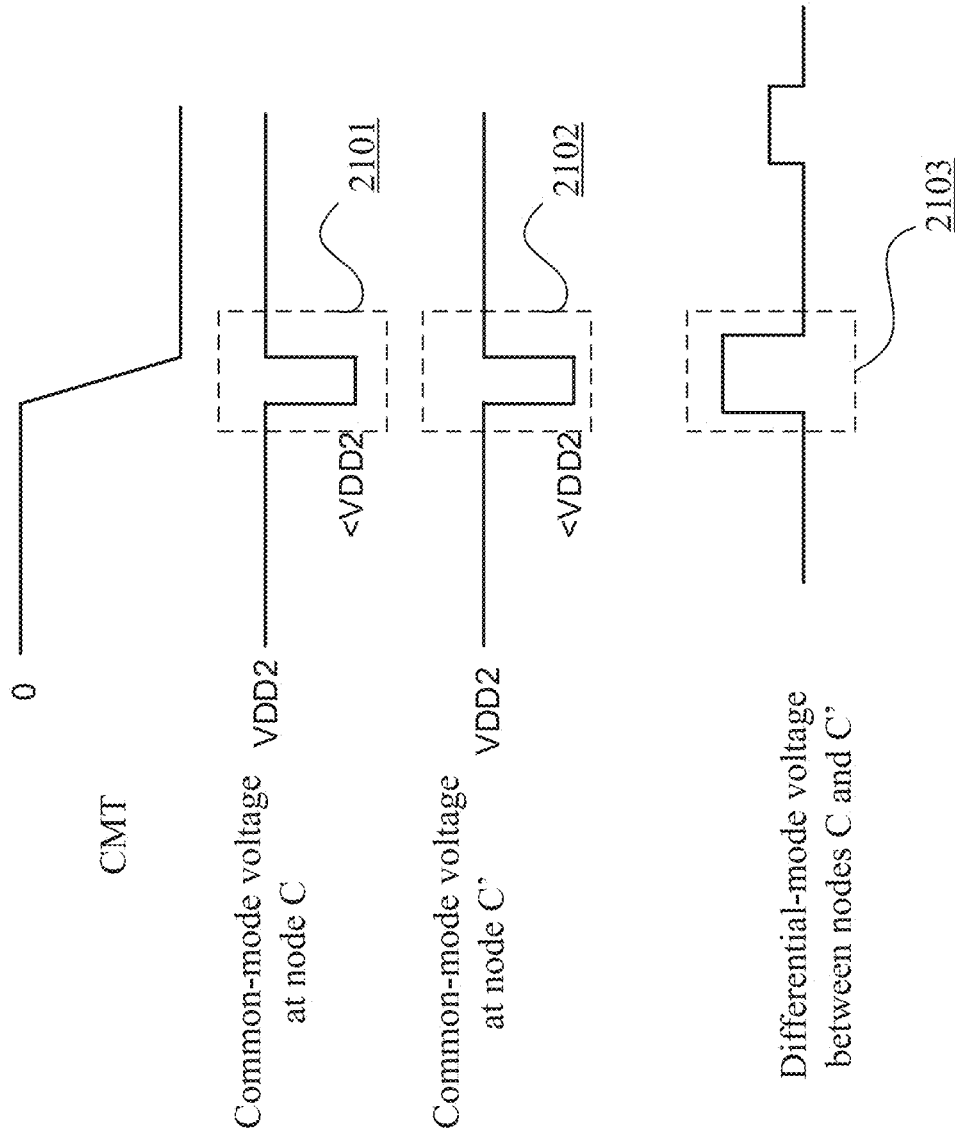 0
CMT
Common-mode voltage
at node C
VDD2
<VDD2
2101
Common-mode voltage
at node C’
VDD2
<VDD2
2102
Differential-mode voltage
between nodes C and C’
2103